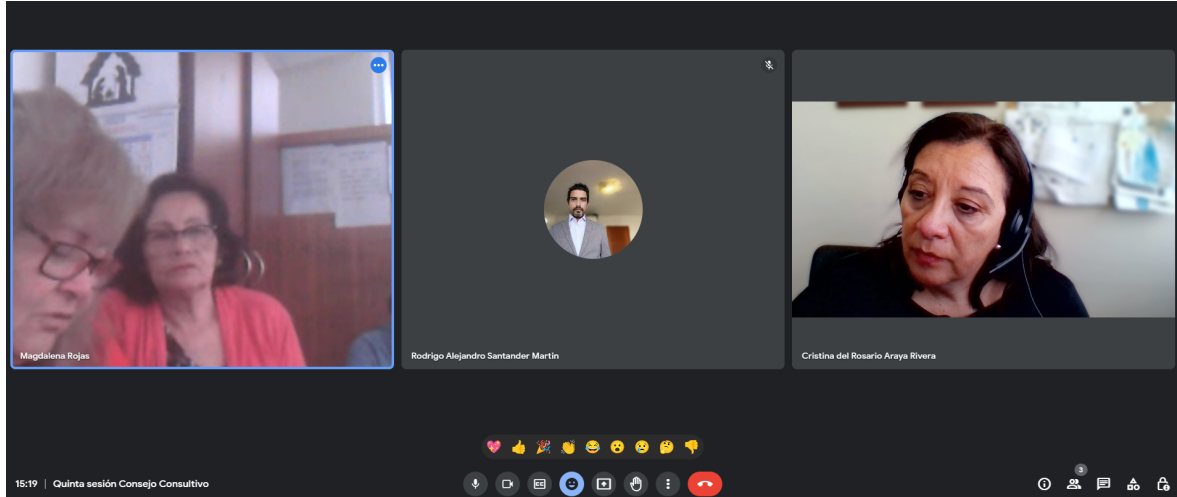 Magdalena Rojas
Rodrigo Alejandro Santander Martin
Cristina del Rosario Araya Rivera
3
15:19 | Quinta sesión Consejo Consultivo